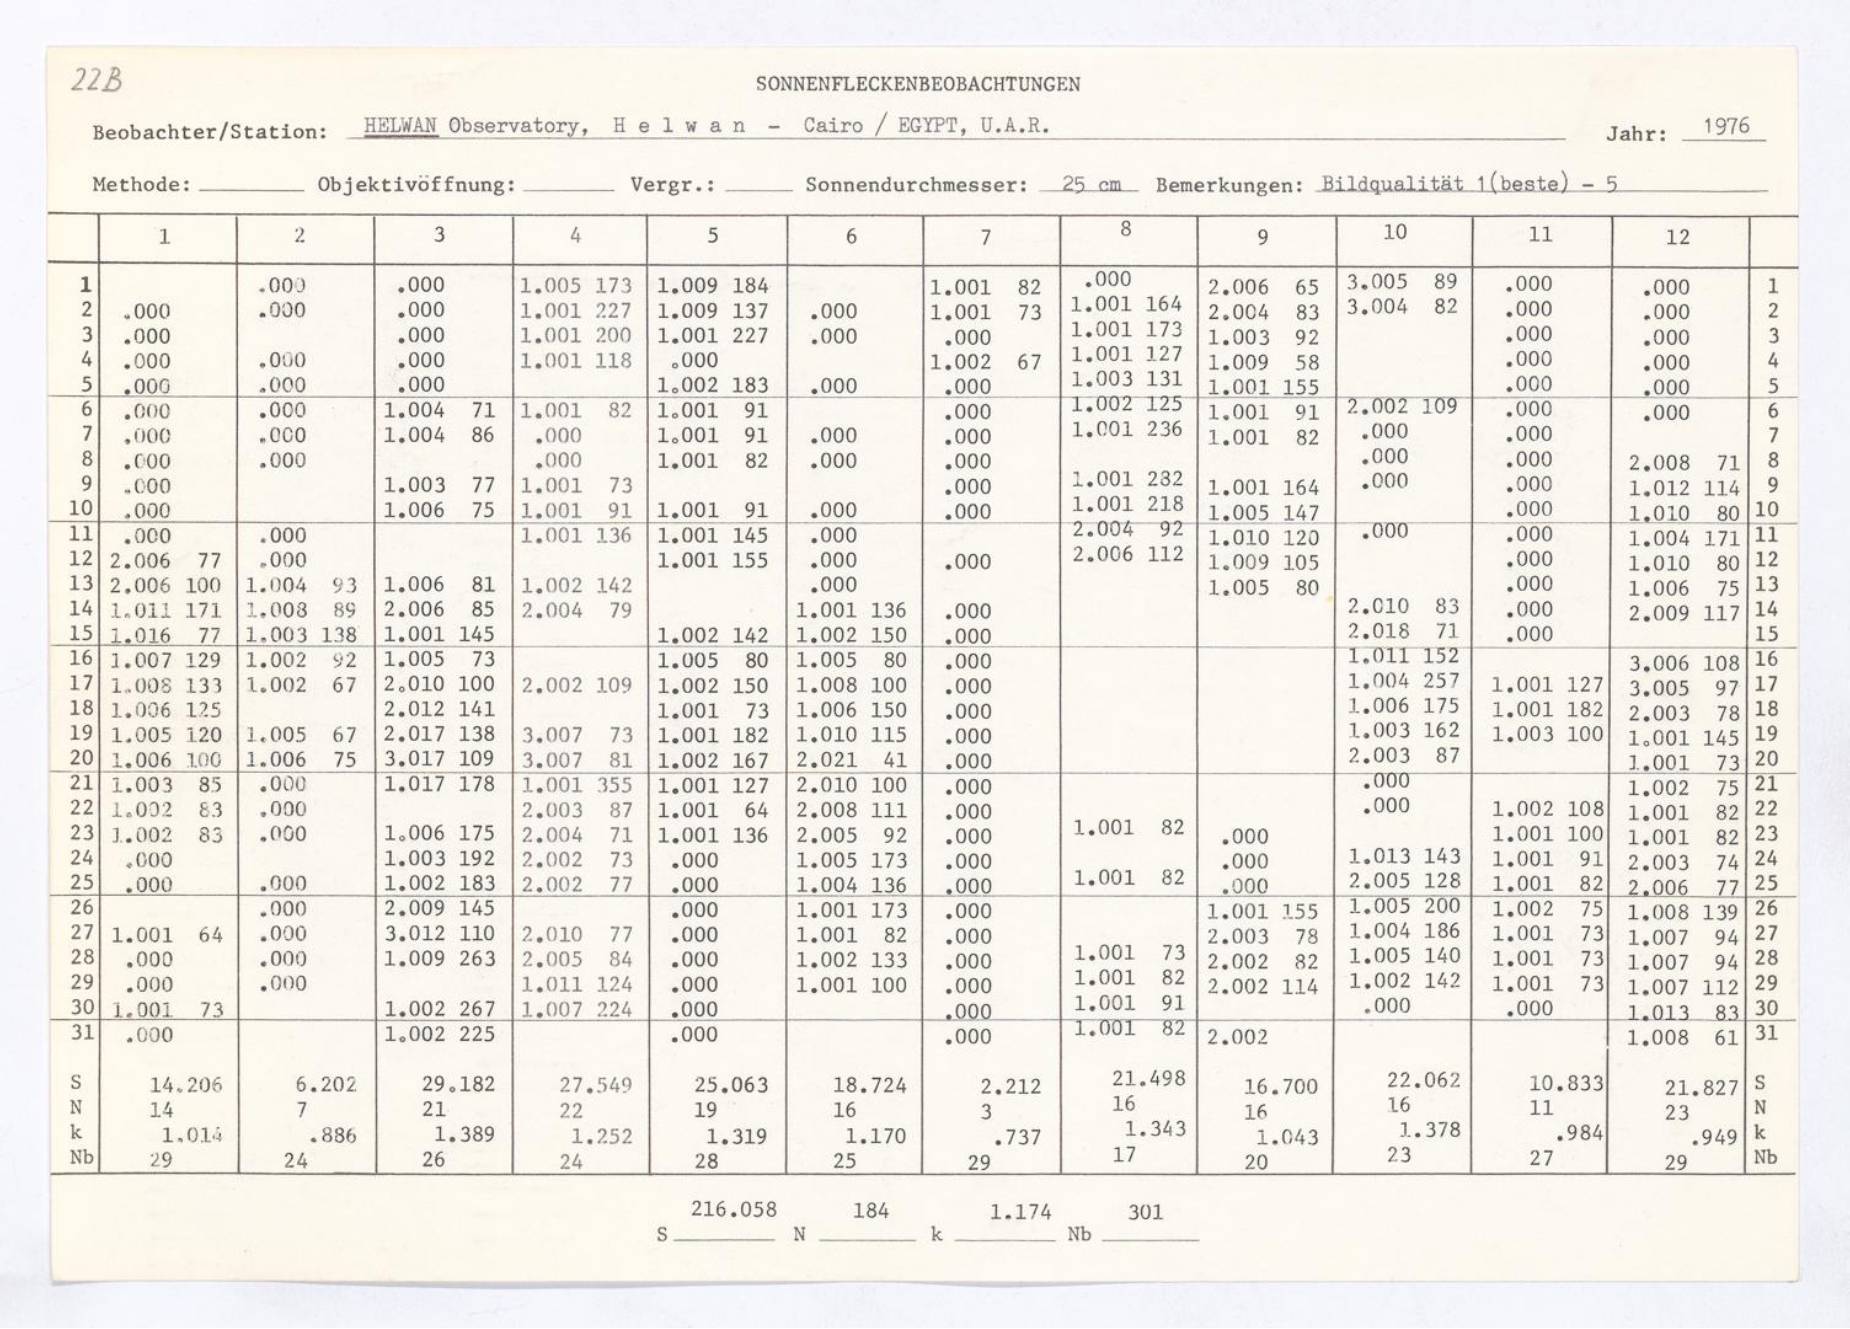 22B
SONNENFLECKENBEOBACHTUNGEN
Beobachter/Station: HELWAN Observatory, H e l w a n - Cairo / EGYPT, U.A.R. Jahr: 1976
Methode: Objektivöffnung: Vergr.: Sonnendurchmesser: 25 cm Bemerkungen: Bildqualität 1(beste) - 5
1 2 3 4 5 6 7 8 9 10 11 12
1 .000 .000 1.005 173 1.009 184 1.001 82 .000 2.006 65 3.005 89 .000 .000 1
2 .000 .000 .000 1.001 227 1.009 137 .000 1.001 73 1.001 164 2.004 83 3.004 82 .000 .000 2
3 .000 .000 1.001 200 1.001 227 .000 .000 1.001 173 1.003 92 .000 .000 3
4 .000 .000 .000 1.001 118 .000 1.002 67 1.001 127 1.009 58 .000 .000 4
5 .000 .000 .000 1.002 183 .000 .000 1.003 131 1.001 155 .000 .000 5
6 .000 .000 1.004 71 1.001 82 1.001 91 .000 1.002 125 1.001 91 2.002 109 .000 .000 6
7 .000 .000 1.004 86 .000 1.001 91 .000 .000 1.001 236 1.001 82 .000 .000 7
8 .000 .000 .000 1.001 82 .000 .000 .000 .000 2.008 71 8
9 .000 1.003 77 1.001 73 .000 1.001 282 1.001 164 .000 .000 1.012 114 9
10 .000 1.006 75 1.001 91 1.001 91 .000 .000 1.001 218 1.005 147 .000 1.010 80 10
11 .000 .000 1.001 136 1.001 145 .000 2.004 92 1.010 120 .000 .000 1.004 171 11
12 2.006 77 .000 1.001 155 .000 .000 2.006 112 1.009 105 .000 1.010 80 12
13 2.006 100 1.004 93 1.006 81 1.002 142 .000 1.005 80 .000 1.006 75 13
14 1.011 171 1.008 89 2.006 85 2.004 79 1.001 136 .000 2.010 83 .000 2.009 117 14
15 1.016 77 1.003 138 1.001 145 1.002 142 1.002 150 .000 2.018 71 .000 15
16 1.007 129 1.002 92 1.005 73 1.005 80 1.005 80 .000 1.011 152 3.006 108 16
17 1.008 133 1.002 67 2.010 100 2.002 109 1.002 150 1.008 100 .000 1.004 257 1.001 127 3.005 97 17
18 1.006 125 2.012 141 1.001 73 1.006 150 .000 1.006 175 1.001 182 2.003 78 18
19 1.005 120 1.005 67 2.017 138 3.007 73 1.001 182 1.010 115 .000 1.003 162 1.003 100 1.001 145 19
20 1.006 100 1.006 75 3.017 109 3.007 81 1.002 167 2.021 41 .000 2.003 87 1.001 73 20
21 1.003 85 .000 1.017 178 1.001 355 1.001 127 2.010 100 .000 .000 1.002 75 21
22 1.002 83 .000 2.003 87 1.001 64 2.008 111 .000 .000 1.002 108 1.001 82 22
23 1.002 83 .000 1.006 175 2.004 71 1.001 136 2.005 92 .000 1.001 82 .000 1.001 100 1.001 82 23
24 .000 1.003 192 2.002 73 .000 1.005 173 .000 .000 1.013 143 1.001 91 2.003 74 24
25 .000 .000 1.002 183 2.002 77 .000 1.004 136 .000 1.001 82 .000 2.005 128 1.001 82 2.006 77 25
26 .000 2.009 145 .000 1.001 173 .000 1.001 155 1.005 200 1.002 75 1.008 139 26
27 1.001 64 .000 3.012 110 2.010 77 .000 1.001 82 .000 2.003 78 1.004 186 1.001 73 1.007 94 27
28 .000 .000 1.009 263 2.005 84 .000 1.002 133 .000 1.001 73 2.002 82 1.005 140 1.001 73 1.007 94 28
29 .000 .000 1.011 124 .000 1.001 100 .000 1.001 82 2.002 114 1.002 142 1.001 73 1.007 112 29
30 1.001 73 1.002 267 1.007 224 .000 .000 1.001 91 .000 .000 1.013 83 30
31 .000 1.002 225 .000 .000 1.001 82 2.002 1.008 61 31
S 14.206 6.202 29.182 27.549 25.063 18.724 2.212 21.498 16.700 22.062 10.833 21.827 S
N 14 7 21 22 19 16 3 16 16 16 11 23 N
k 1.014 .886 1.389 1.252 1.319 1.170 .737 1.343 1.043 1.378 .984 .949 k
Nb 29 24 26 24 28 25 29 17 20 23 27 29 Nb
S 216.058 N 184 k 1.174 Nb 301